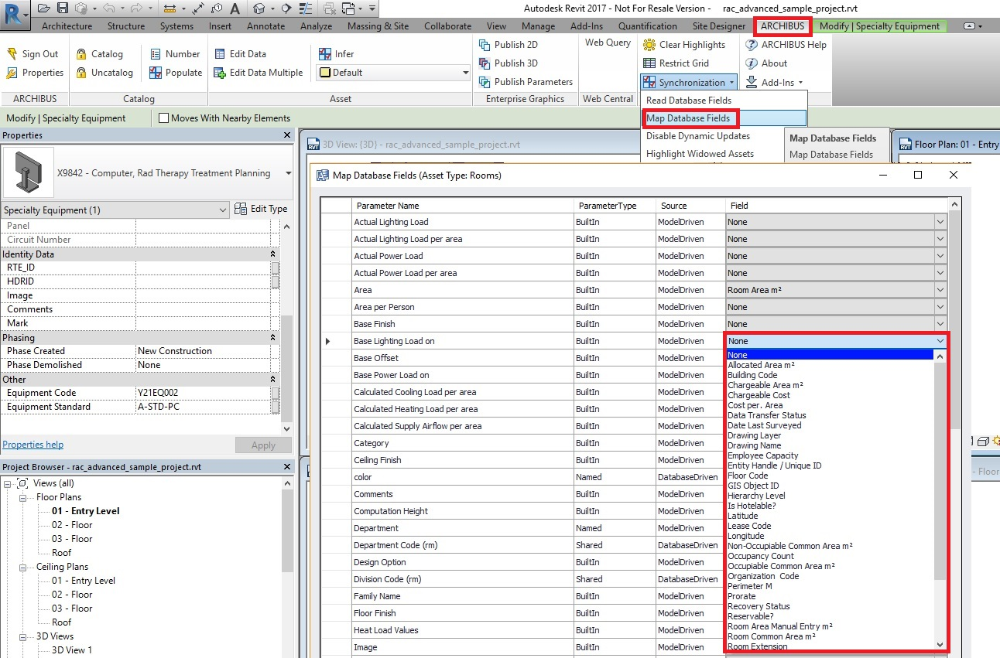 Autodesk Revit 2017 - Not For Resale Version - rac_advanced_sample_project.rvt
R
Architecture Structure Systems Insert Annotate Analyze Massing & Site Collaborate View Manage Add-Ins Quantification Site Designer ARCHIBUS Modify | Specialty Equipment
Sign Out Catalog Number Edit Data Infer Publish 2D Web Query Clear Highlights ARCHIBUS Help
Publish 3D Restrict Grid About
Properties Uncatalog Populate Edit Data Multiple Default Publish Parameters Synchronization Add-Ins
ARCHIBUS Catalog Asset Enterprise Graphics Web Central
Read Database Fields
Map Database Fields
Disable Dynamic Updates
Highlight Widowed Assets
Map Database Fields
Map Database Fields
Modify | Specialty Equipment Moves With Nearby Elements
Properties
X9842 - Computer, Rad Therapy Treatment Planning
Specialty Equipment (1) Edit Type
Panel
Circuit Number
Identity Data
RTE_ID
HDRID
Image
Comments
Mark
Phasing
Phase Created New Construction
Phase Demolished None
Other
Equipment Code Y21EQ002
Equipment Standard A-STD-PC
Properties help Apply
Project Browser - rac_advanced_sample_project.rvt
Views (all)
Floor Plans
01 - Entry Level
02 - Floor
03 - Floor
Roof
Ceiling Plans
01 - Entry Level
02 - Floor
03 - Floor
Roof
3D Views
3D View 1
3D View: {3D} - rac_advanced_sample_project.rvt
Floor Plan: 01 - Entry
- Floor
Map Database Fields (Asset Type: Rooms)
Parameter Name ParameterType Source Field
Actual Lighting Load BuiltIn ModelDriven None
Actual Lighting Load per area BuiltIn ModelDriven None
Actual Power Load BuiltIn ModelDriven None
Actual Power Load per area BuiltIn ModelDriven None
Area BuiltIn ModelDriven Room Area m²
Area per Person BuiltIn ModelDriven None
Base Finish BuiltIn ModelDriven None
Base Lighting Load on BuiltIn ModelDriven None
Base Offset BuiltIn ModelDriven
Base Power Load on BuiltIn ModelDriven
Calculated Cooling Load per area BuiltIn ModelDriven
Calculated Heating Load per area BuiltIn ModelDriven
Calculated Supply Airflow per area BuiltIn ModelDriven
Category BuiltIn ModelDriven
Ceiling Finish BuiltIn ModelDriven
color Named DatabaseDriven
Comments BuiltIn ModelDriven
Computation Height BuiltIn ModelDriven
Department Named ModelDriven
Department Code (rm) Shared DatabaseDriven
Design Option BuiltIn ModelDriven
Division Code (rm) Shared DatabaseDriven
Family Name BuiltIn ModelDriven
Floor Finish BuiltIn ModelDriven
Heat Load Values BuiltIn ModelDriven
Image BuiltIn ModelDriven
None
Allocated Area m²
Building Code
Chargeable Area m²
Chargeable Cost
Cost per. Area
Data Transfer Status
Date Last Surveyed
Drawing Layer
Drawing Name
Employee Capacity
Entity Handle / Unique ID
Floor Code
GIS Object ID
Hierarchy Level
Is Hotelable?
Latitude
Lease Code
Longitude
Non-Occupiable Common Area m²
Occupancy Count
Occupiable Common Area m²
Organization Code
Perimeter M
Prorate
Recovery Status
Reservable?
Room Area Manual Entry m²
Room Common Area m²
Room Extension